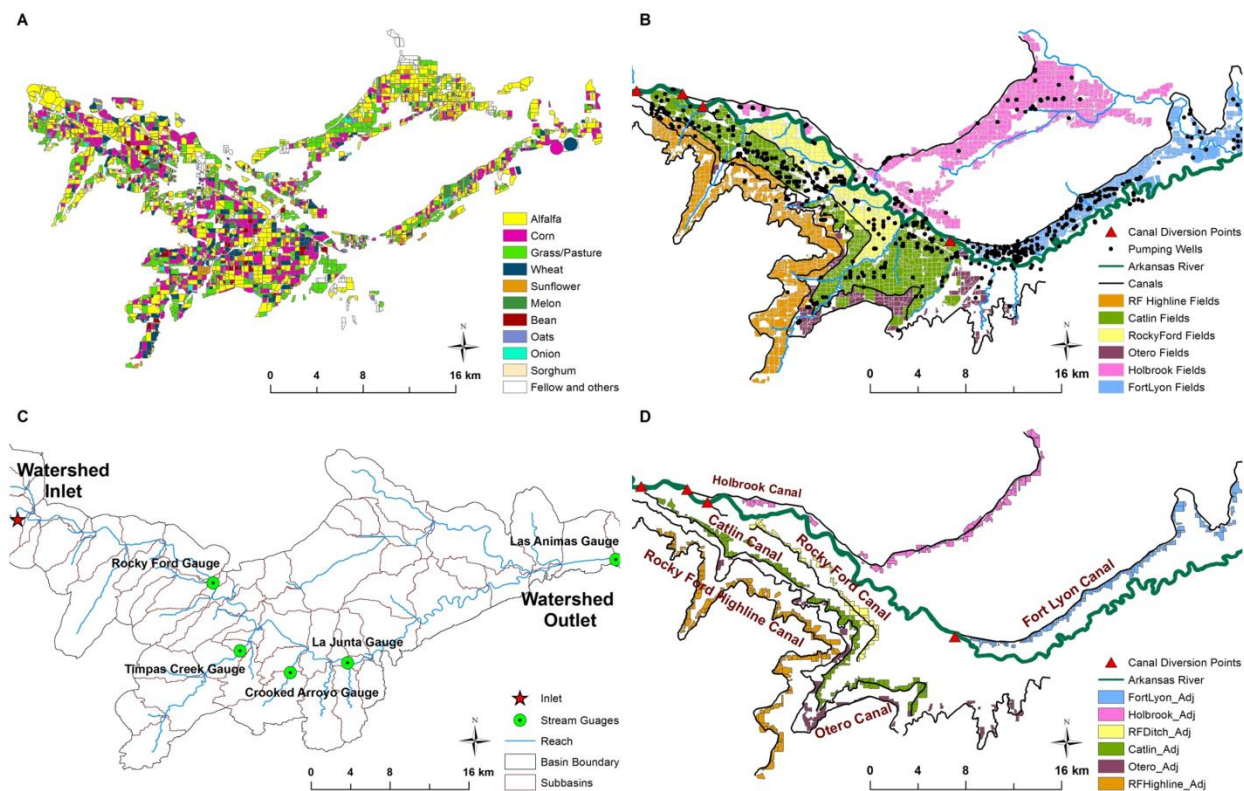 A
Alfalfa
Corn
Grass/Pasture
Wheat
Sunflower
Melon
Bean
Oats
Onion
Sorghum
Fellow and others
N
0 4 8 16 km
B
Canal Diversion Points
Pumping Wells
Arkansas River
Canals
RF Highline Fields
Catlin Fields
RockyFord Fields
Otero Fields
Holbrook Fields
FortLyon Fields
N
0 4 8 16 km
C
Watershed
Inlet
Rocky Ford Gauge
Las Animas Gauge
Watershed
Outlet
La Junta Gauge
Timpas Creek Gauge
Crooked Arroyo Gauge
Inlet
Stream Guages
Reach
Basin Boundary
Subbasins
N
0 4 8 16 km
D
Holbrook Canal
Catlin Canal
Rocky Ford Canal
Rocky Ford Highline Canal
Fort Lyon Canal
Otero Canal
Canal Diversion Points
Arkansas River
FortLyon_Adj
Holbrook_Adj
RFDitch_Adj
Catlin_Adj
Otero_Adj
RFHighline_Adj
N
0 4 8 16 km